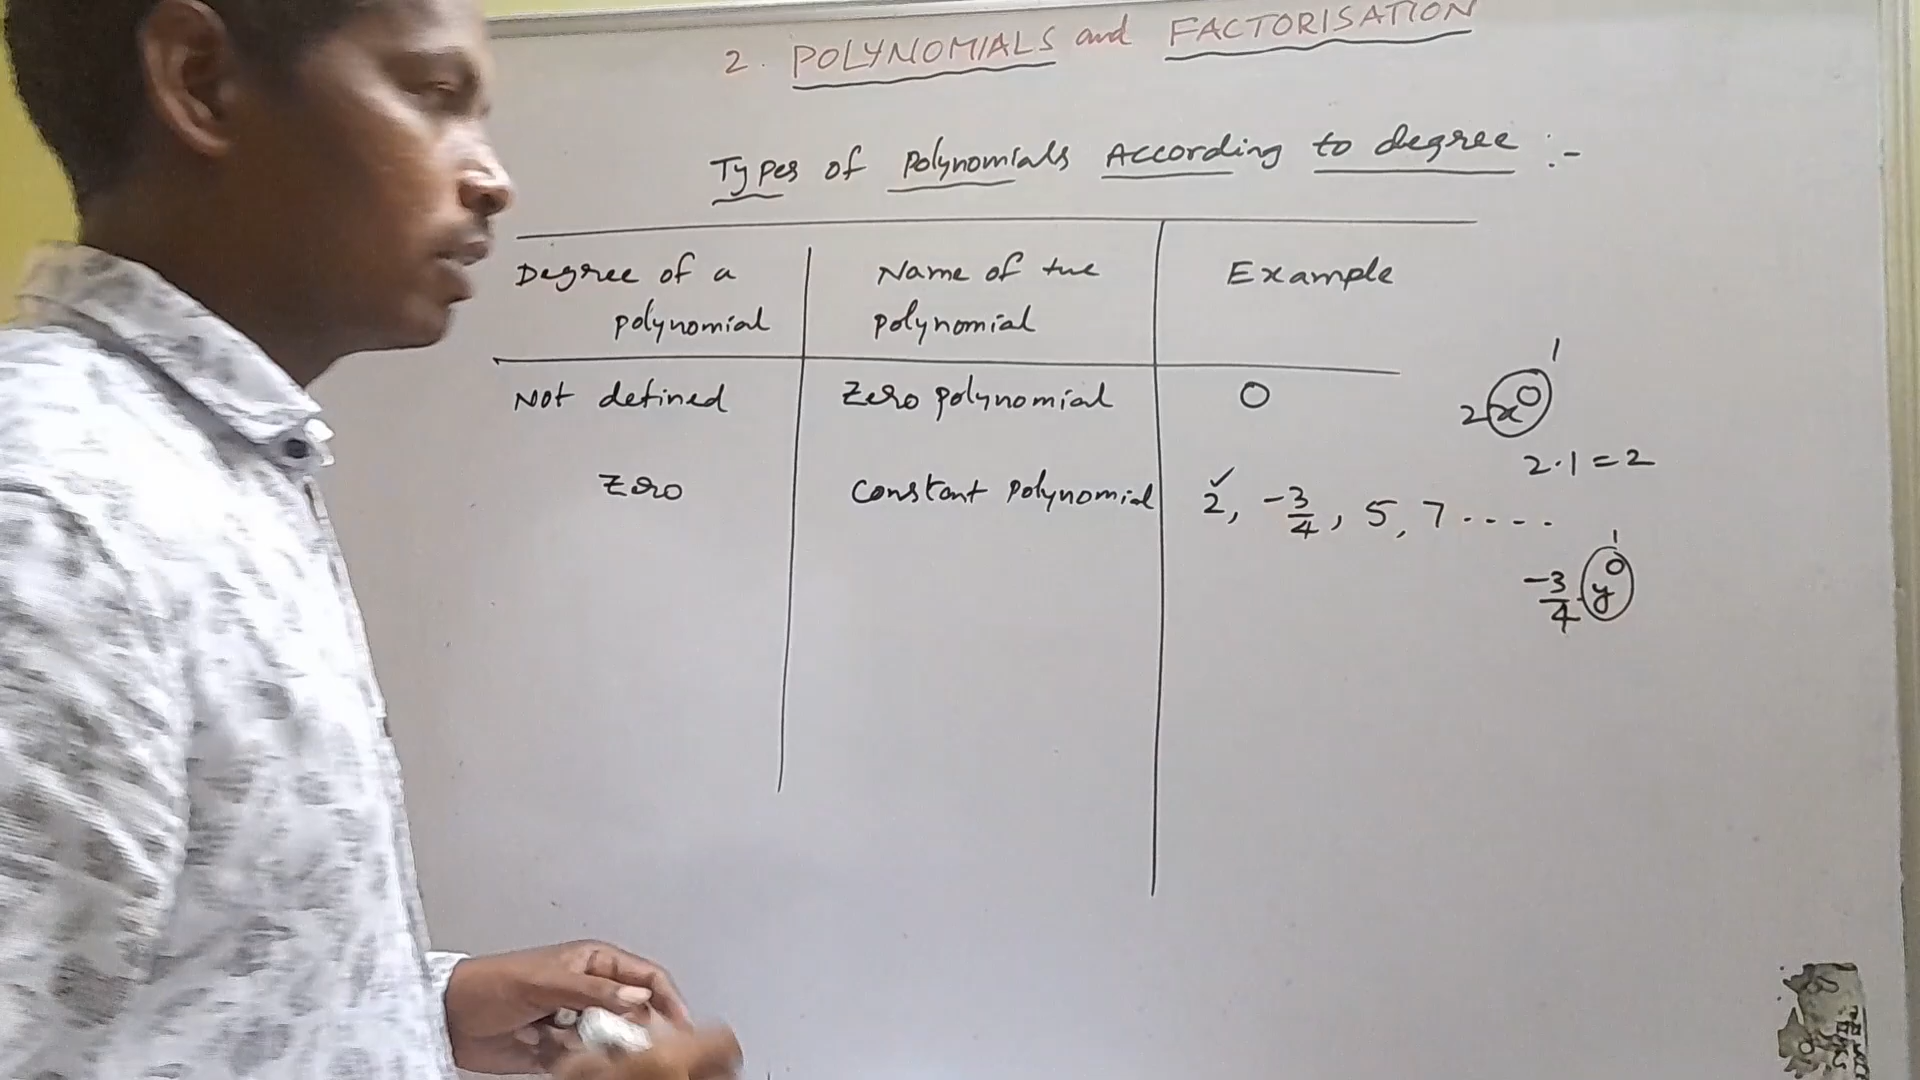 2. POLYNOMIALS and FACTORISATION
Types of Polynomials According to degree :-
Degree of a polynomial
Name of the polynomial
Example
Not defined
Zero polynomial
0
2x⁰ 1
2·1=2
Zero
Constant Polynomial
2, -3/4, 5, 7 .....
-3/4·y⁰ 1